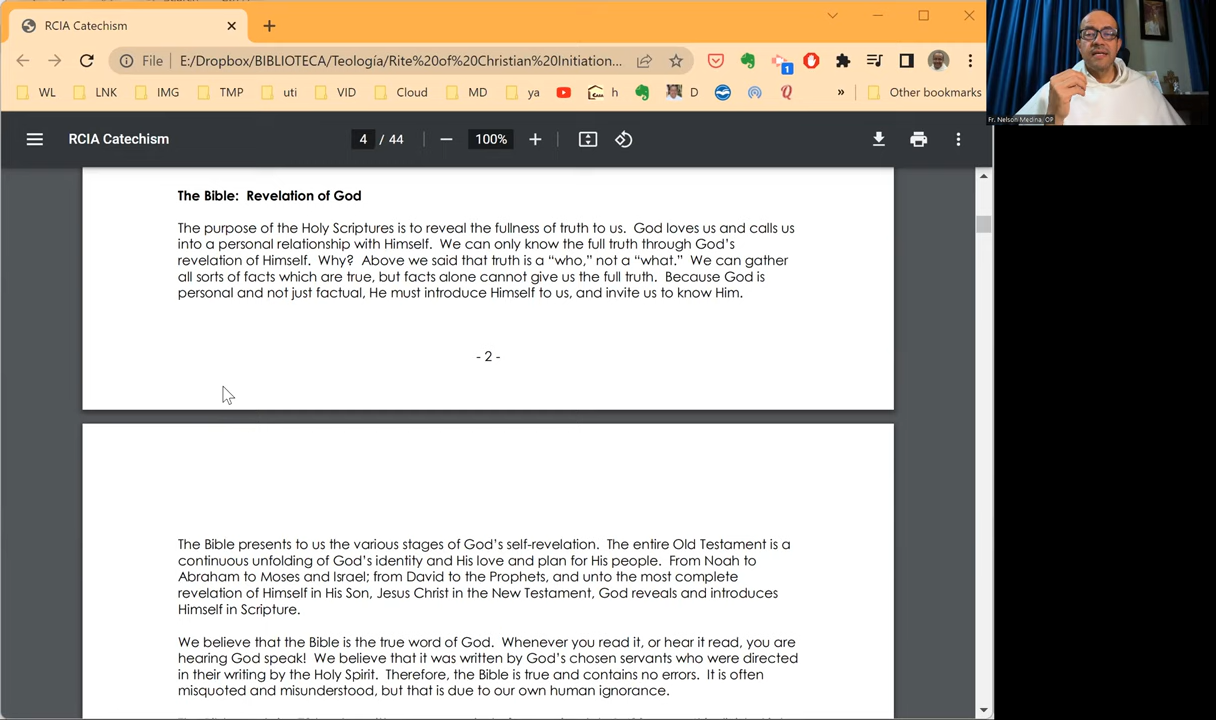 RCIA Catechism
File E:/Dropbox/BIBLIOTECA/Teología/Rite%20of%20Christian%20Initiation...
1
WL LNK IMG TMP uti VID Cloud MD ya h D » Other bookmarks
RCIA Catechism 4 / 44 100%
Fr. Nelson Medina, OP
The Bible: Revelation of God
The purpose of the Holy Scriptures is to reveal the fullness of truth to us. God loves us and calls us
into a personal relationship with Himself. We can only know the full truth through God's
revelation of Himself. Why? Above we said that truth is a “who,” not a “what.” We can gather
all sorts of facts which are true, but facts alone cannot give us the full truth. Because God is
personal and not just factual, He must introduce Himself to us, and invite us to know Him.
- 2 -
The Bible presents to us the various stages of God's self-revelation. The entire Old Testament is a
continuous unfolding of God's identity and His love and plan for His people. From Noah to
Abraham to Moses and Israel; from David to the Prophets, and unto the most complete
revelation of Himself in His Son, Jesus Christ in the New Testament, God reveals and introduces
Himself in Scripture.
We believe that the Bible is the true word of God. Whenever you read it, or hear it read, you are
hearing God speak! We believe that it was written by God's chosen servants who were directed
in their writing by the Holy Spirit. Therefore, the Bible is true and contains no errors. It is often
misquoted and misunderstood, but that is due to our own human ignorance.